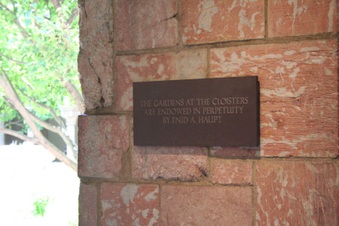 THE GARDENS AT THE CLOISTERS
ARE ENDOWED IN PERPETUITY
BY ENID A. HAUPT